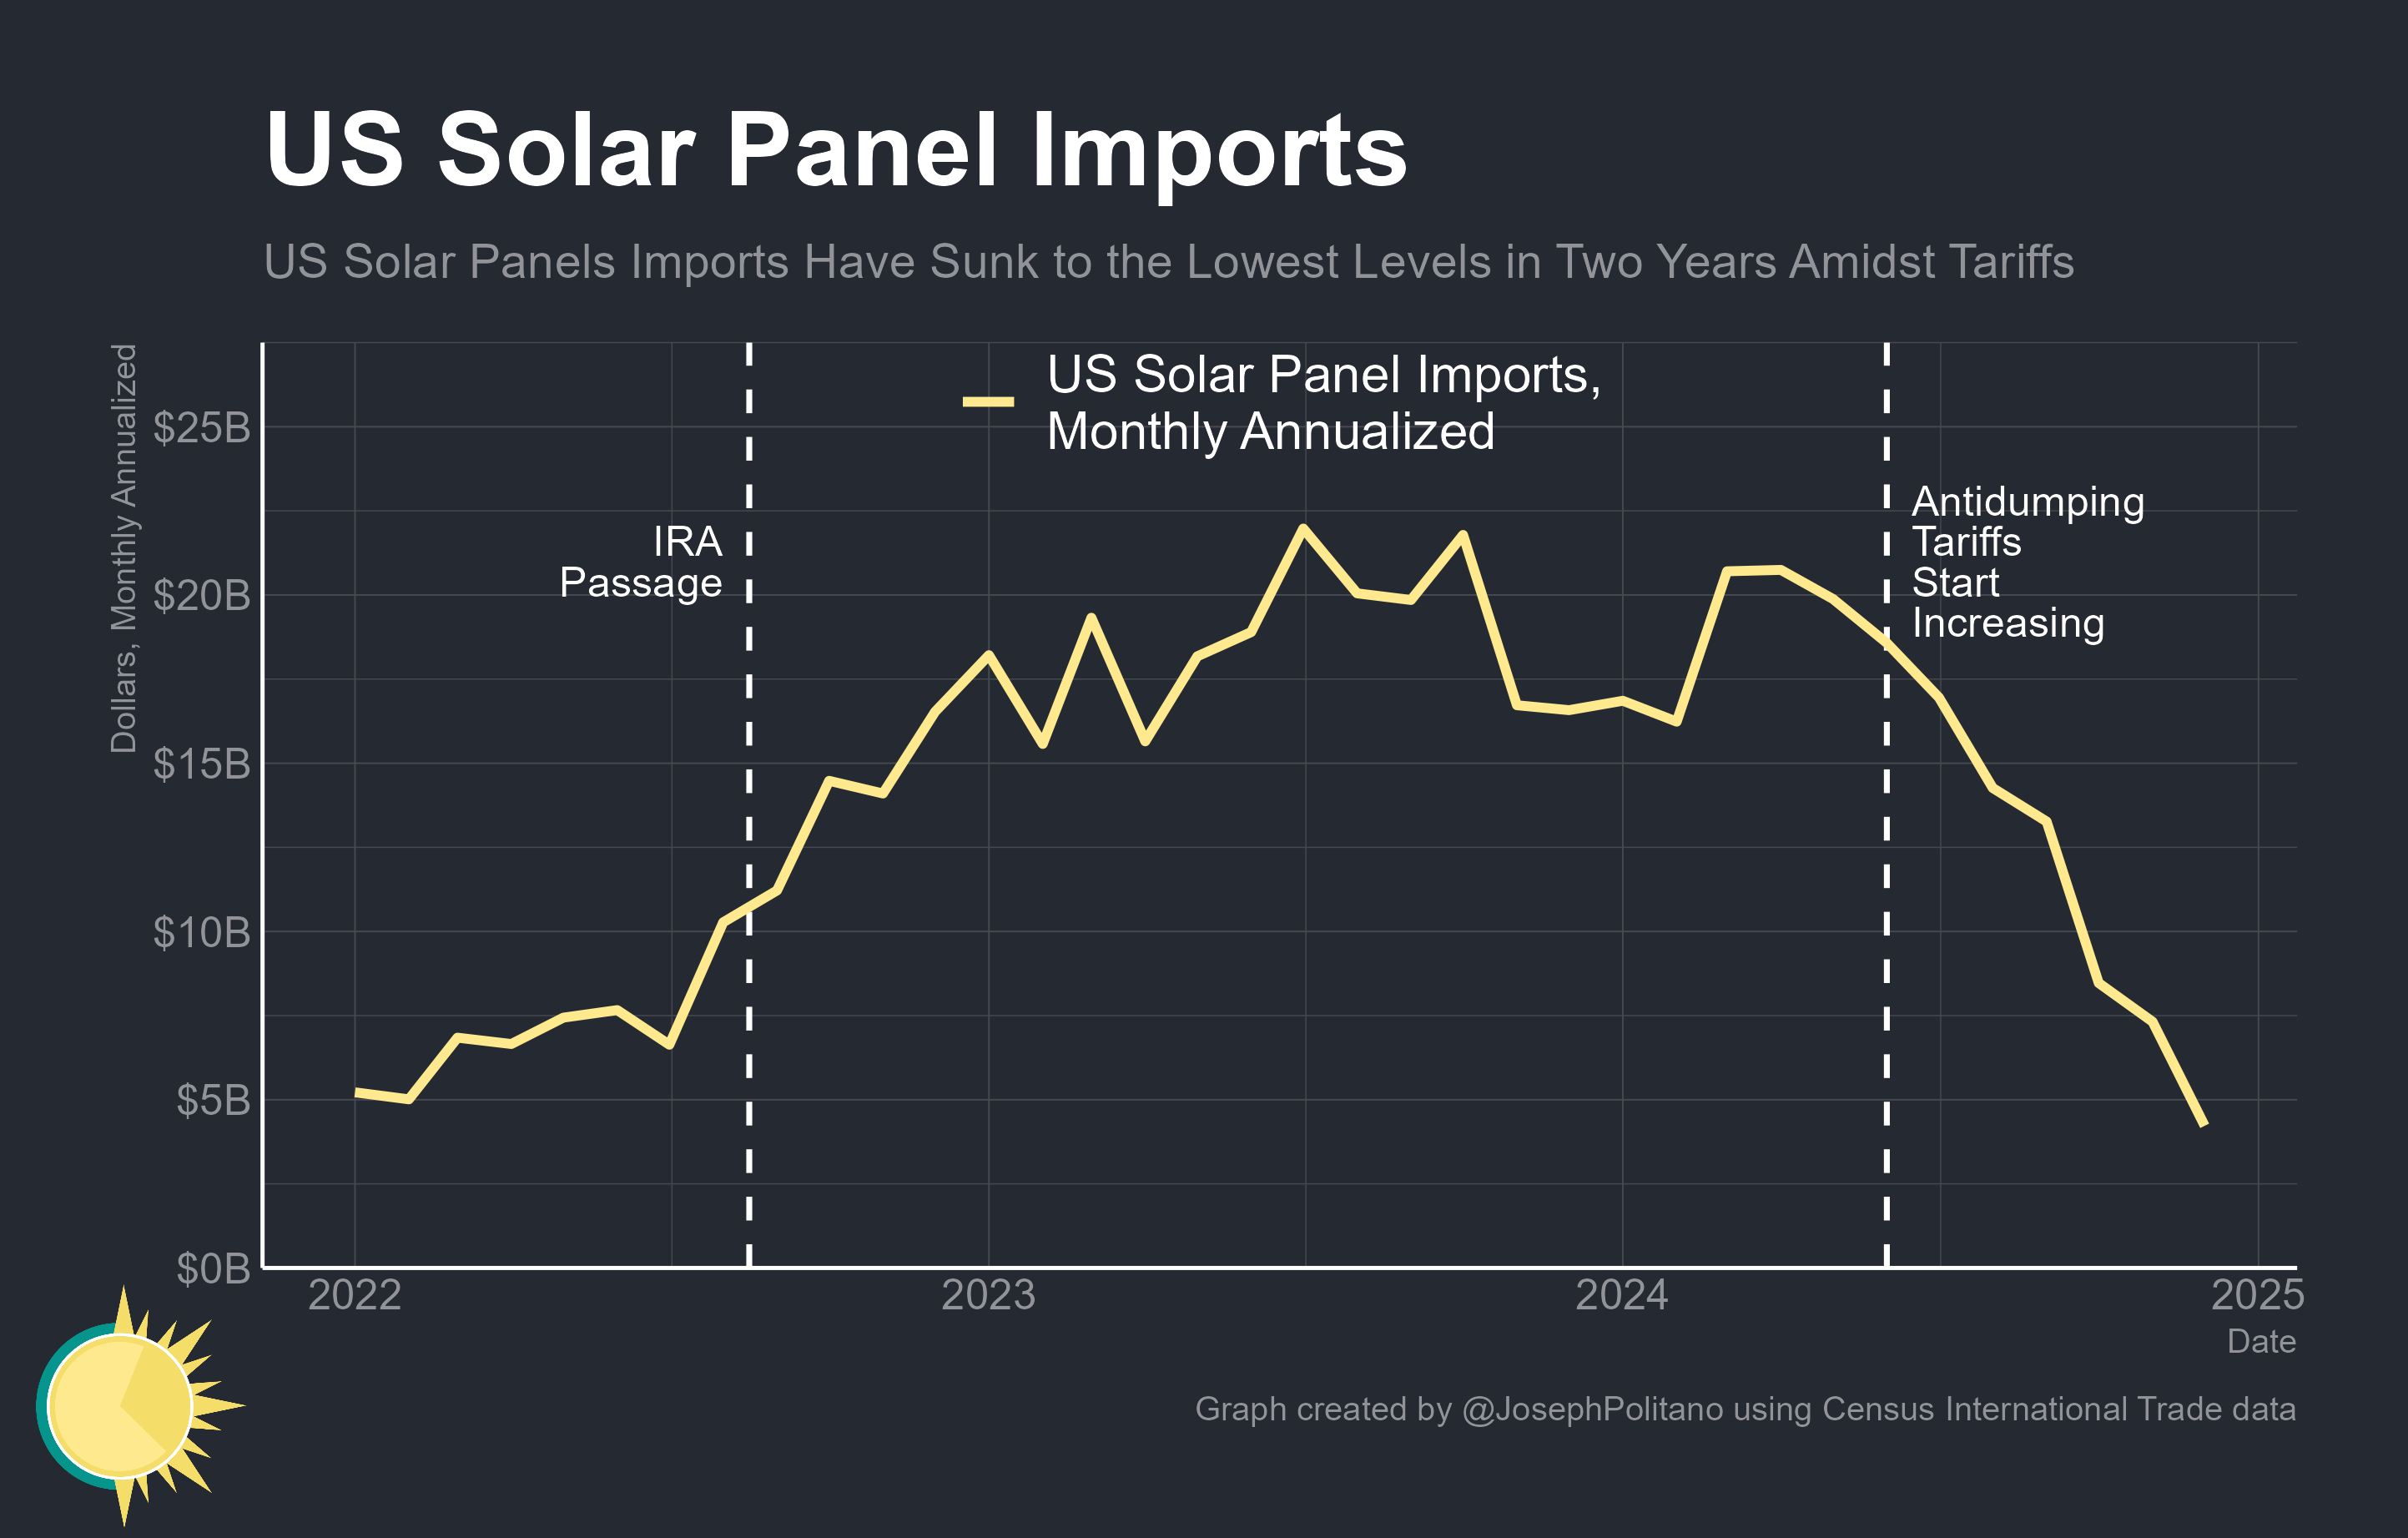 US Solar Panel Imports
US Solar Panels Imports Have Sunk to the Lowest Levels in Two Years Amidst Tariffs
Dollars, Monthly Annualized
US Solar Panel Imports,
Monthly Annualized
$25B
$20B
$15B
$10B
$5B
$0B
IRA
Passage
Antidumping
Tariffs
Start
Increasing
2022
2023
2024
2025
Date
Graph created by @JosephPolitano using Census International Trade data